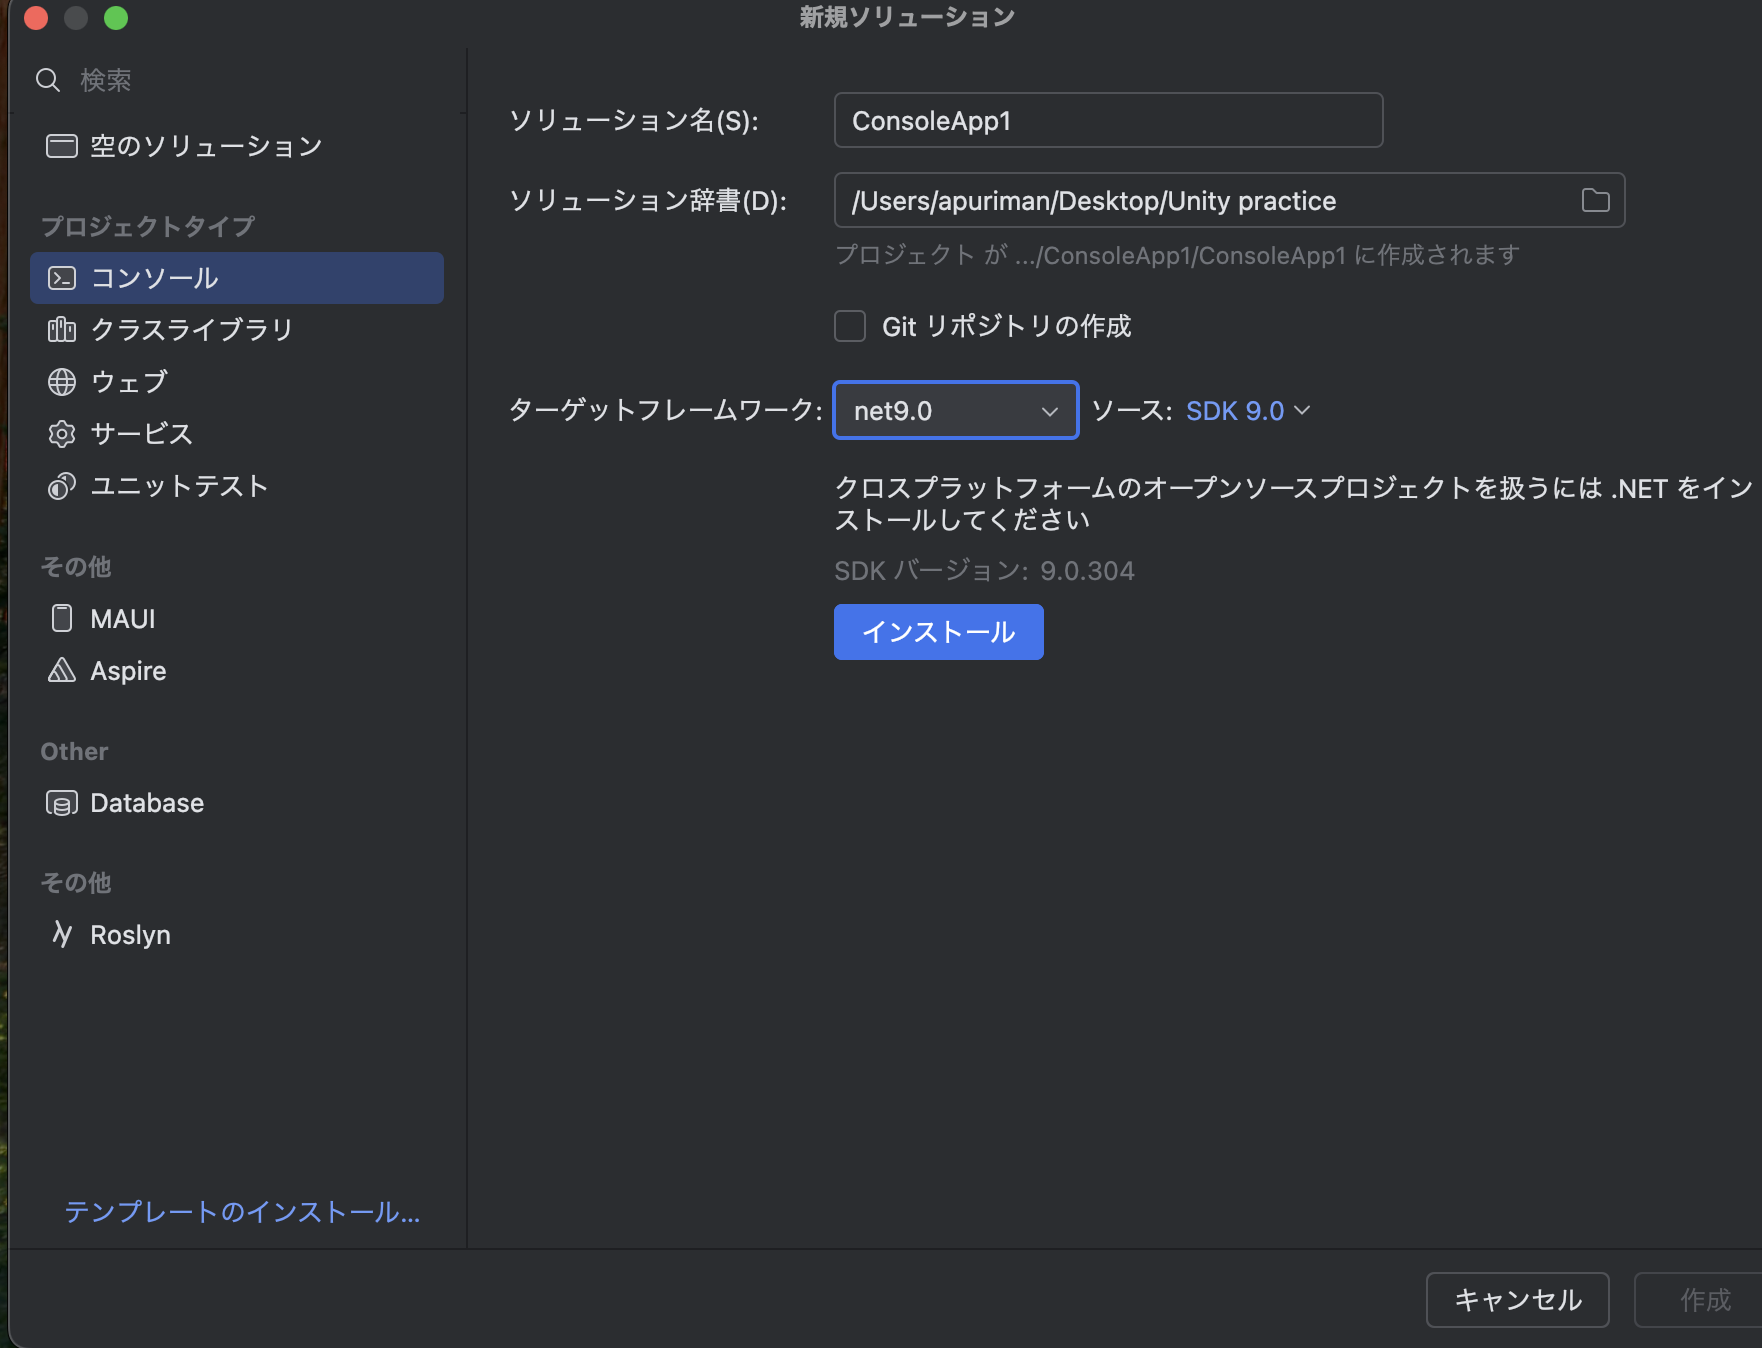 新規ソリューション
検索
空のソリューション
プロジェクトタイプ
コンソール
クラスライブラリ
ウェブ
サービス
ユニットテスト
その他
MAUI
Aspire
Other
Database
その他
Roslyn
テンプレートのインストール...
ソリューション名(S): ConsoleApp1
ソリューション辞書(D): /Users/apuriman/Desktop/Unity practice
プロジェクト が .../ConsoleApp1/ConsoleApp1 に作成されます
Git リポジトリの作成
ターゲットフレームワーク: net9.0 ソース: SDK 9.0
クロスプラットフォームのオープンソースプロジェクトを扱うには .NET をイン
ストールしてください
SDK バージョン: 9.0.304
インストール
キャンセル 作成